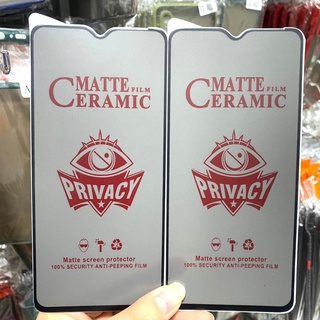 MATTE FILM
CERAMIC
PRIVACY
Matte screen protector
100% SECURITY ANTI-PEEPING FILM
MATTE FILM
CERAMIC
PRIVACY
Matte screen protector
100% SECURITY ANTI-PEEPING FILM